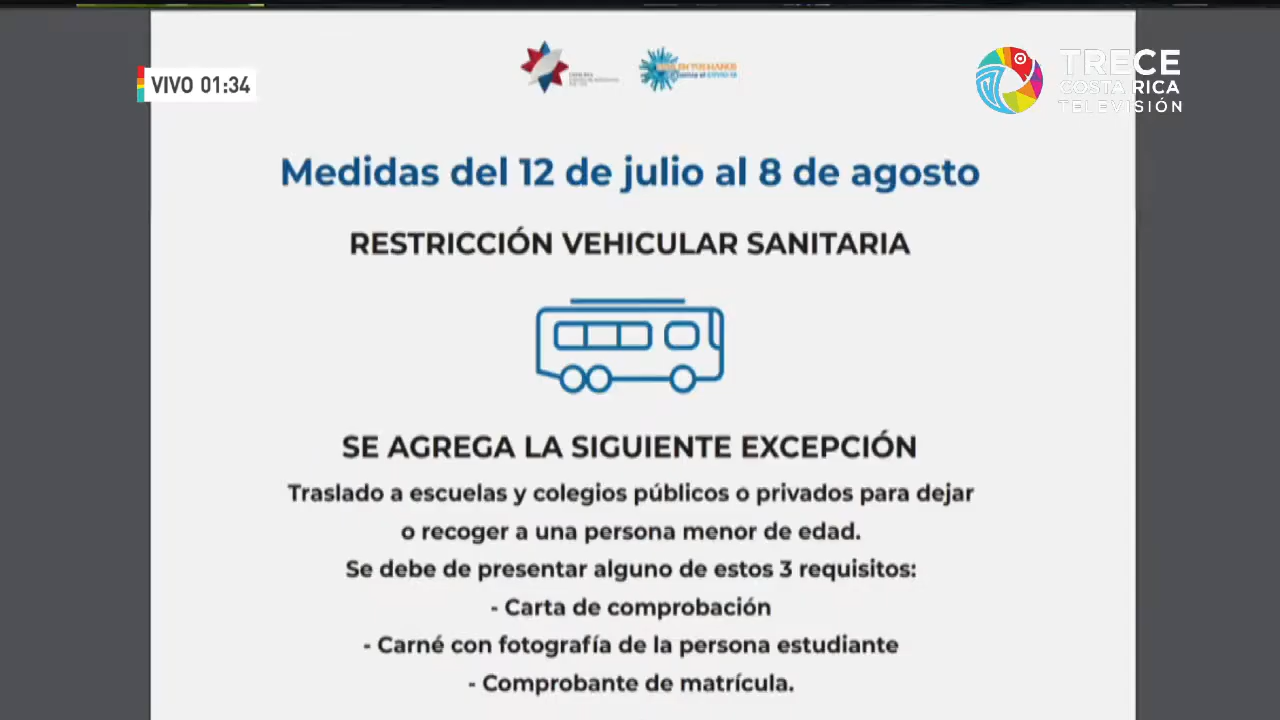 VIVO 01:34
TRECE
COSTA RICA
TELEVISIÓN
Medidas del 12 de julio al 8 de agosto
RESTRICCIÓN VEHICULAR SANITARIA
SE AGREGA LA SIGUIENTE EXCEPCIÓN
Traslado a escuelas y colegios públicos o privados para dejar
o recoger a una persona menor de edad.
Se debe de presentar alguno de estos 3 requisitos:
- Carta de comprobación
- Carné con fotografía de la persona estudiante
- Comprobante de matrícula.